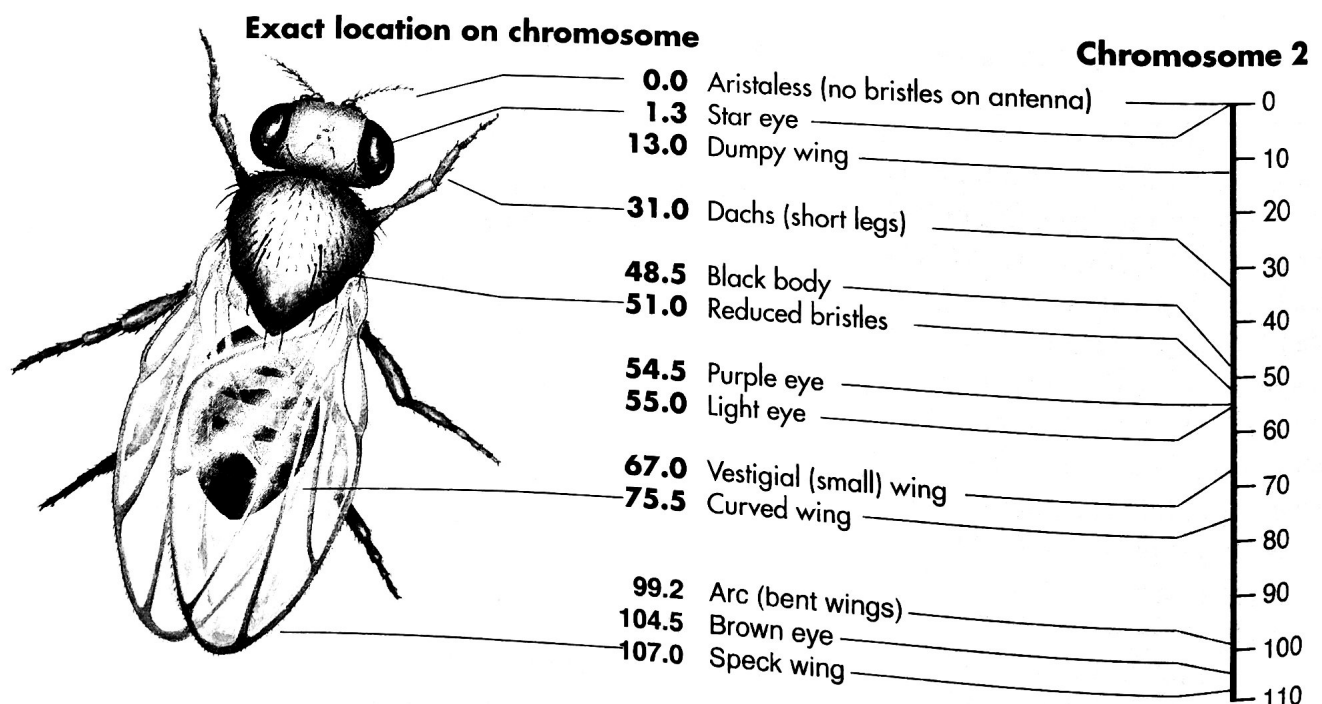 Exact location on chromosome
Chromosome 2
0.0 Aristaless (no bristles on antenna)
1.3 Star eye
13.0 Dumpy wing
31.0 Dachs (short legs)
48.5 Black body
51.0 Reduced bristles
54.5 Purple eye
55.0 Light eye
67.0 Vestigial (small) wing
75.5 Curved wing
99.2 Arc (bent wings)
104.5 Brown eye
107.0 Speck wing
0
10
20
30
40
50
60
70
80
90
100
110